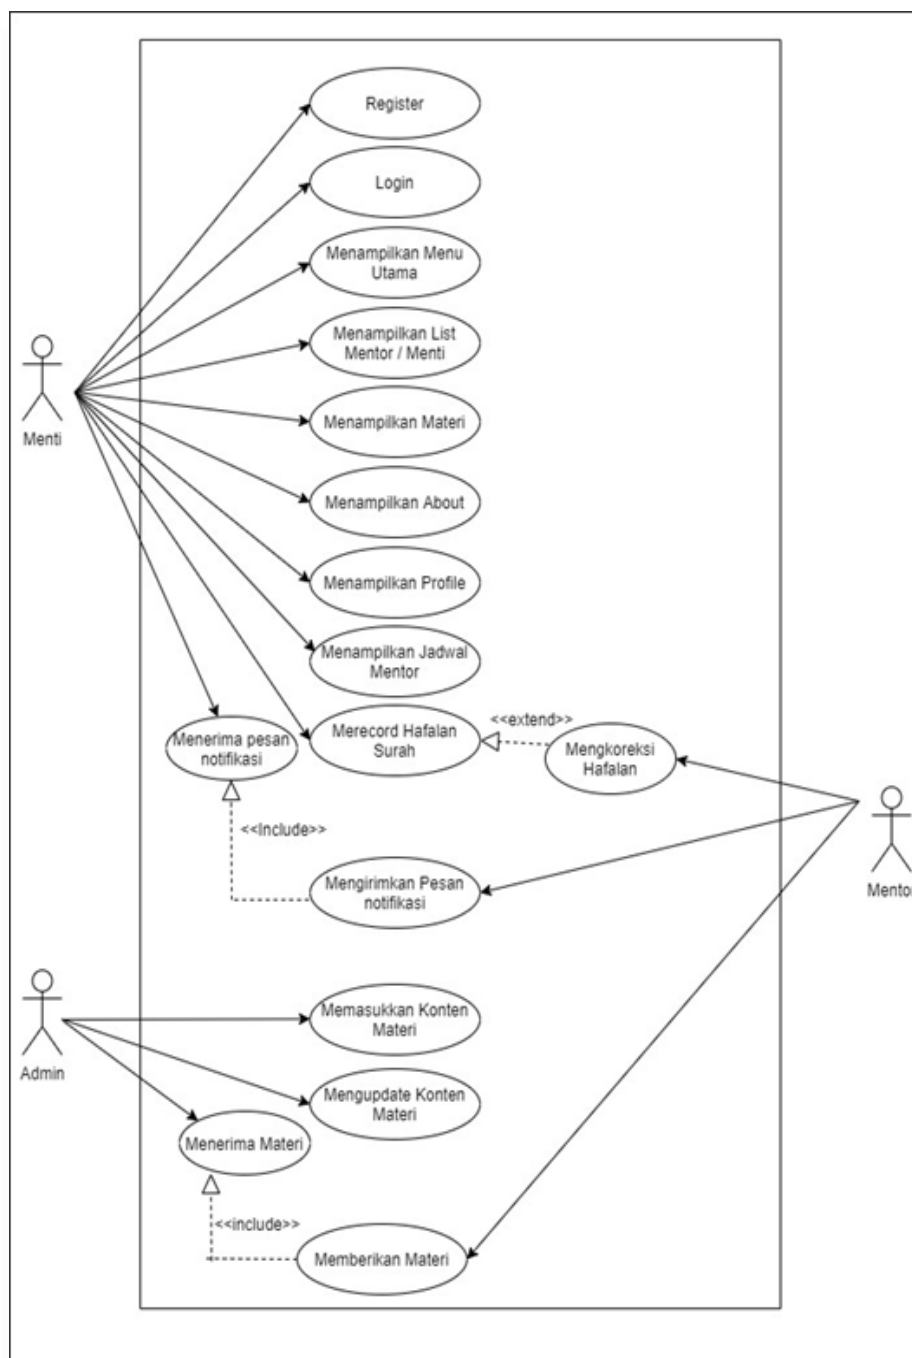 Register
Login
Menampilkan Menu
Utama
Menampilkan List
Mentor / Menti
Menti
Menampilkan Materi
Menampilkan About
Menampilkan Profile
Menampilkan Jadwal
Mentor
<<extend>>
Menerima pesan
notifikasi
Merecord Hafalan
Surah
Mengkoreksi
Hafalan
<<Include>>
Mengirimkan Pesan
notifikasi
Mentor
Memasukkan Konten
Materi
Admin
Mengupdate Konten
Materi
Menerima Materi
<<include>>
Memberikan Materi